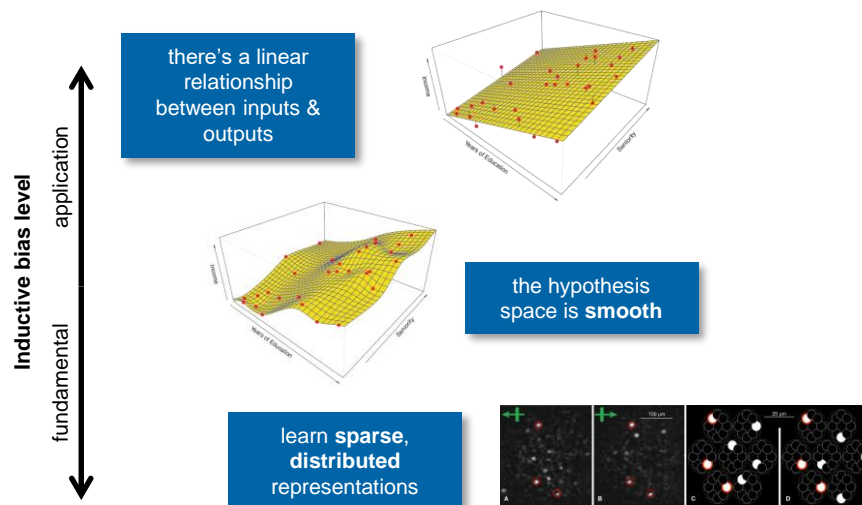 there's a linear
relationship
between inputs &
outputs
Income
Years of Education
Seniority
Inductive bias level
application
fundamental
Income
Years of Education
Seniority
the hypothesis
space is smooth
learn sparse,
distributed
representations
100 µm
20 µm
A
B
C
D